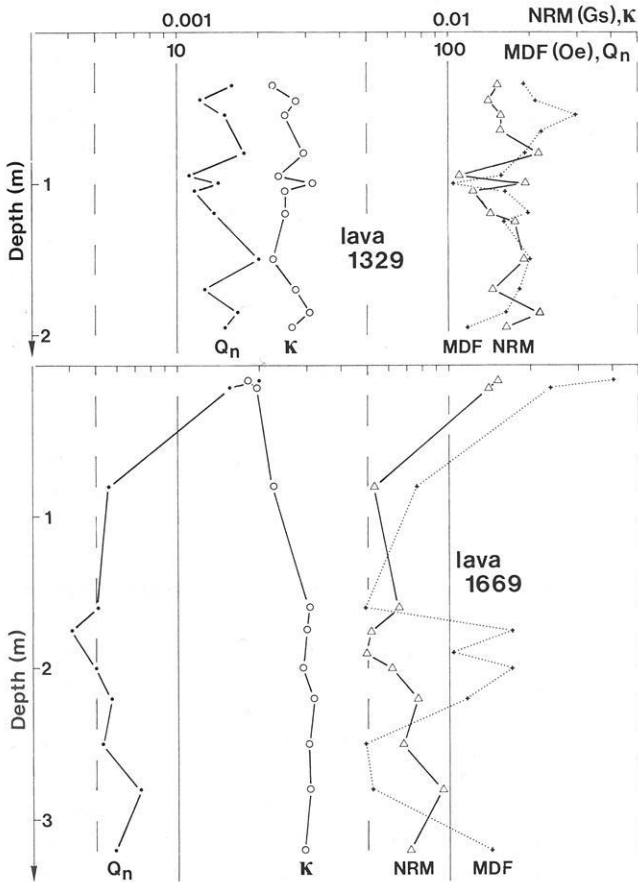 0.001 0.01 NRM (Gs), κ
10 100 MDF (Oe), Qn
Depth (m)
1
2
lava
1329
Qn κ MDF NRM
Depth (m)
1
2
3
lava
1669
Qn κ NRM MDF